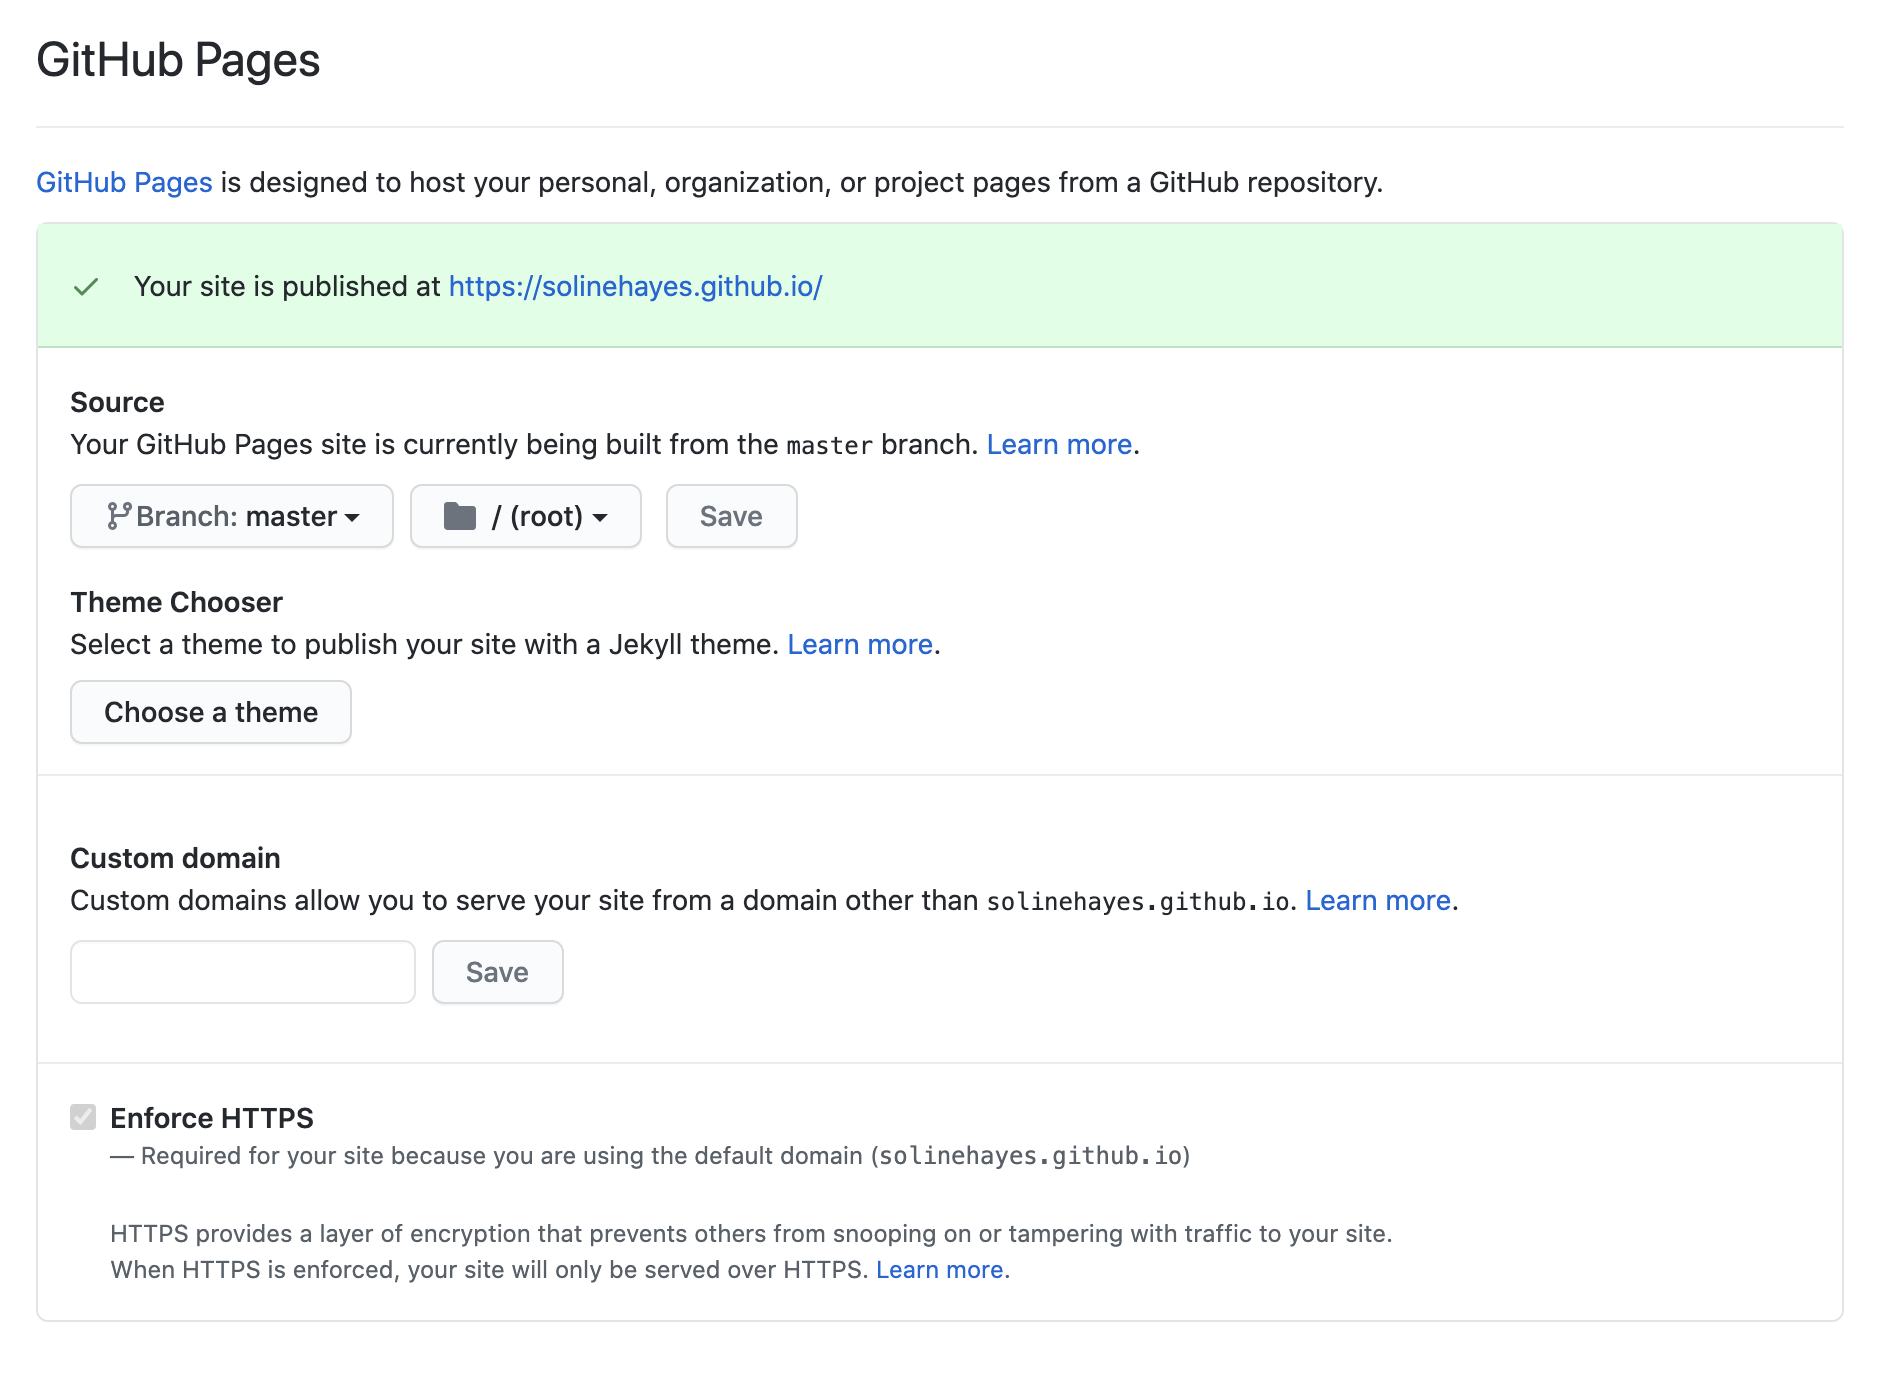 GitHub Pages
GitHub Pages is designed to host your personal, organization, or project pages from a GitHub repository.
Your site is published at https://solinehayes.github.io/
Source
Your GitHub Pages site is currently being built from the master branch. Learn more.
Branch: master
/ (root)
Save
Theme Chooser
Select a theme to publish your site with a Jekyll theme. Learn more.
Choose a theme
Custom domain
Custom domains allow you to serve your site from a domain other than solinehayes.github.io. Learn more.
Save
Enforce HTTPS
— Required for your site because you are using the default domain (solinehayes.github.io)
HTTPS provides a layer of encryption that prevents others from snooping on or tampering with traffic to your site.
When HTTPS is enforced, your site will only be served over HTTPS. Learn more.